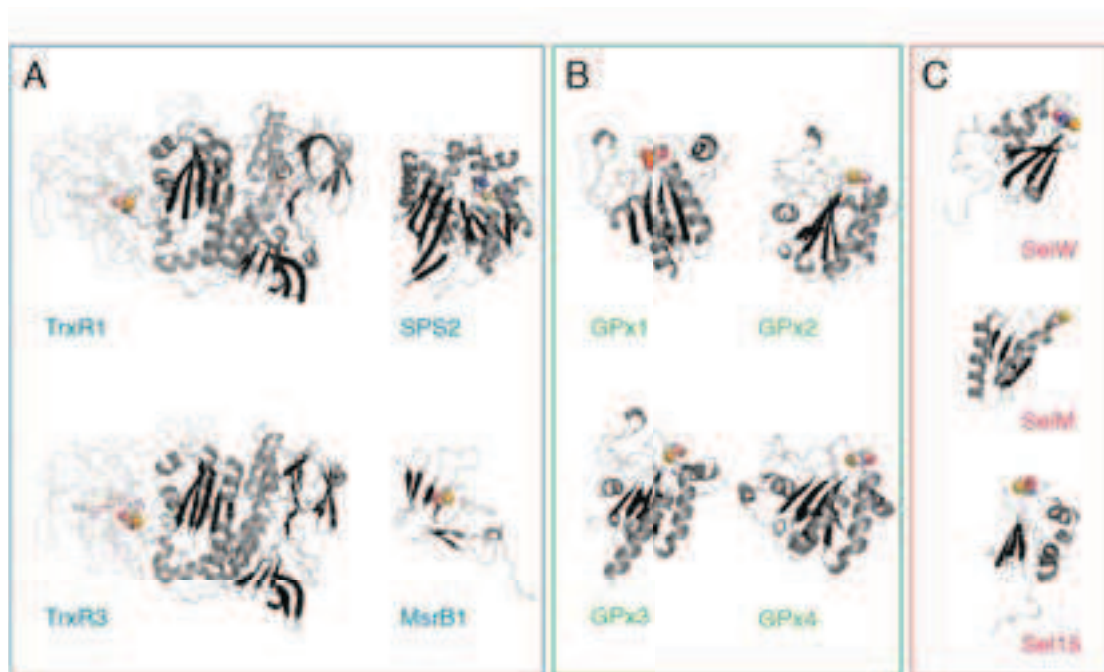 A
B
C
TrxR1
SPS2
GPx1
GPx2
SelW
SelM
TrxR3
MsrB1
GPx3
GPx4
Sel15